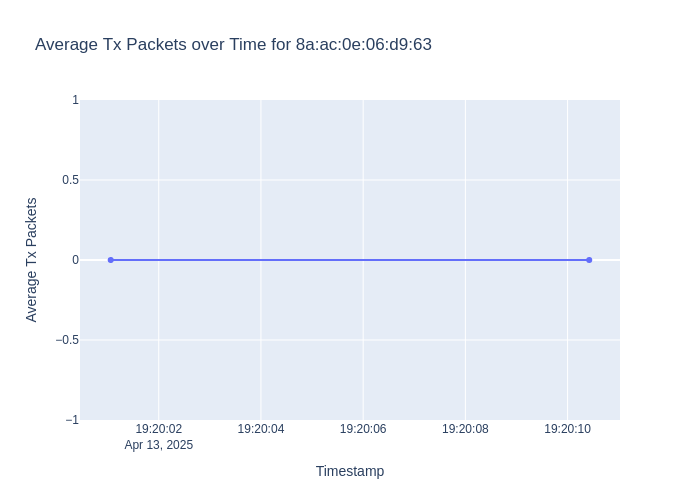 Average Tx Packets over Time for 8a:ac:0e:06:d9:63
1
0.5
0
−0.5
−1
Average Tx Packets
19:20:02
Apr 13, 2025
19:20:04
19:20:06
19:20:08
19:20:10
Timestamp